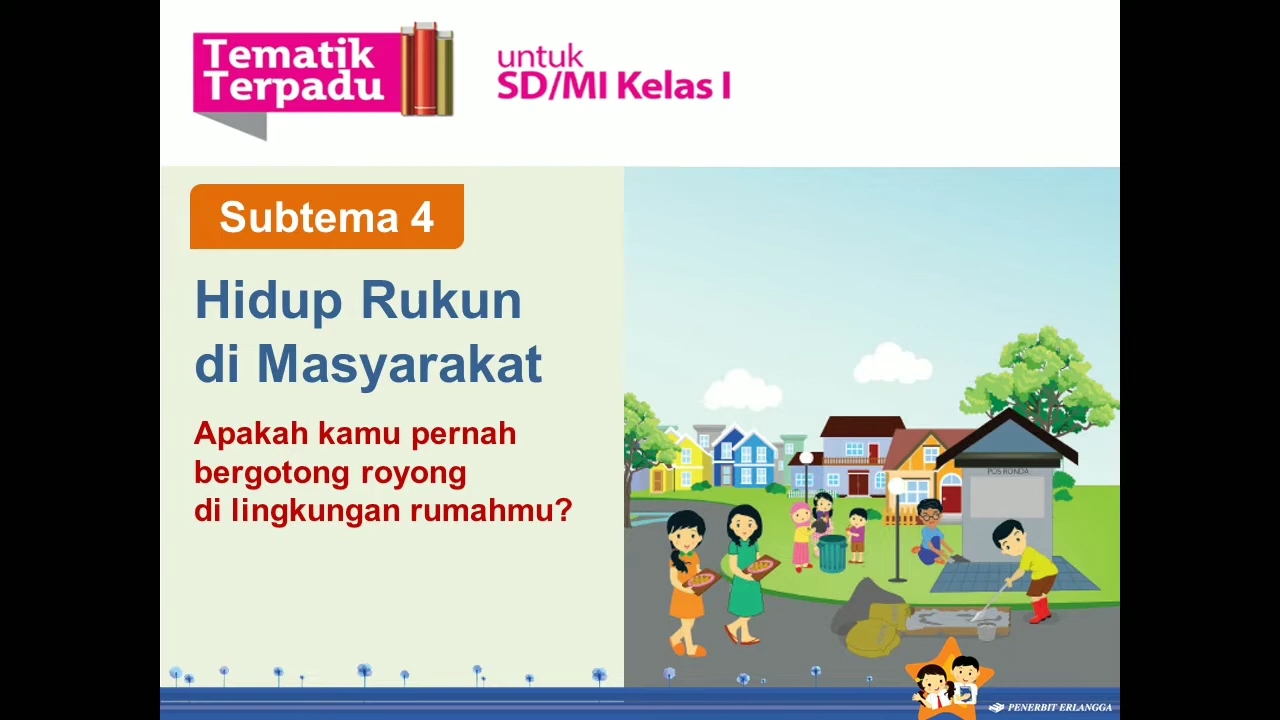 Tematik
Terpadu
untuk
SD/MI Kelas I
Subtema 4
Hidup Rukun
di Masyarakat
Apakah kamu pernah
bergotong royong
di lingkungan rumahmu?
POS RONDA
PENERBIT ERLANGGA